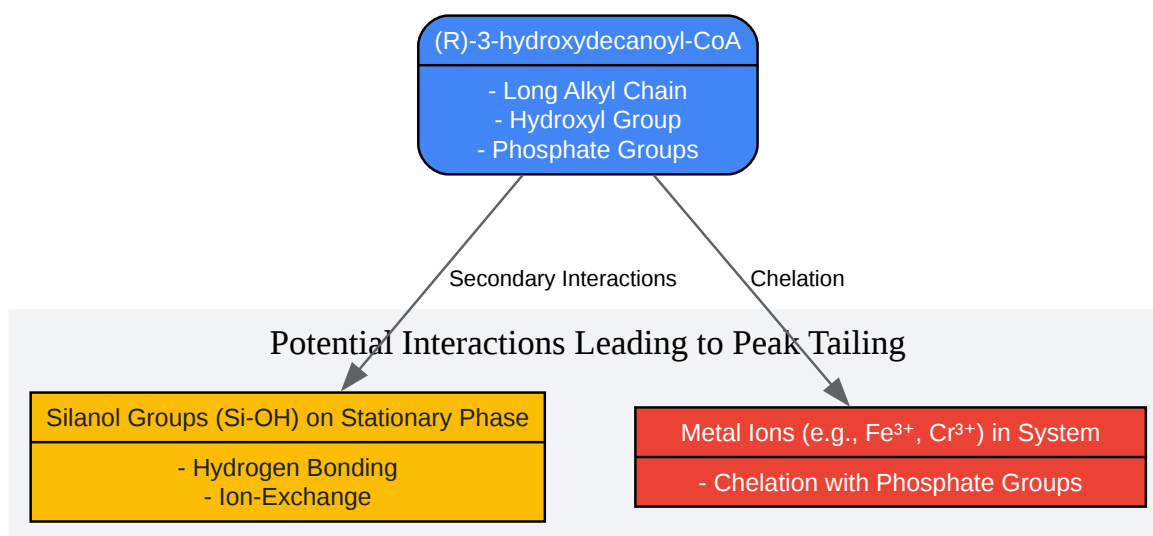 (R)-3-hydroxydecanoyl-CoA
- Long Alkyl Chain
- Hydroxyl Group
- Phosphate Groups
Secondary Interactions
Chelation
Potential Interactions Leading to Peak Tailing
Silanol Groups (Si-OH) on Stationary Phase
- Hydrogen Bonding
- Ion-Exchange
Metal Ions (e.g., Fe³⁺, Cr³⁺) in System
- Chelation with Phosphate Groups